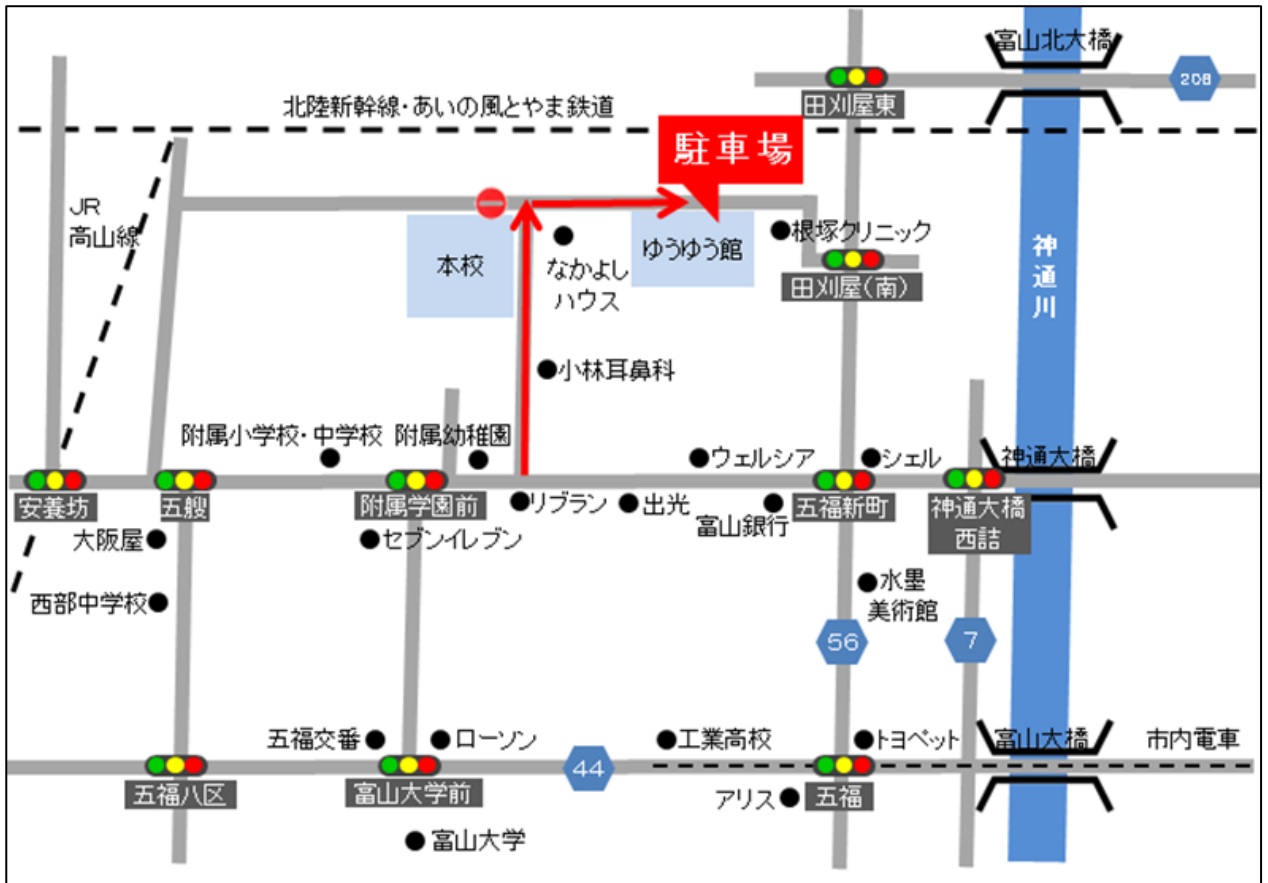 富山北大橋
208
田刈屋東
北陸新幹線・あいの風とやま鉄道
駐車場
JR
高山線
本校
なかよし
ハウス
ゆうゆう館
根塚クリニック
田刈屋(南)
神通川
小林耳鼻科
附属小学校・中学校
附属幼稚園
ウェルシア
シェル
神通大橋
安養坊
五艘
附属学園前
リブラン
出光
富山銀行
五福新町
神通大橋
西詰
大阪屋
セブンイレブン
西部中学校
水墨
美術館
56
7
五福交番
ローソン
工業高校
トヨペット
富山大橋
市内電車
五福八区
富山大学前
44
アリス
五福
富山大学